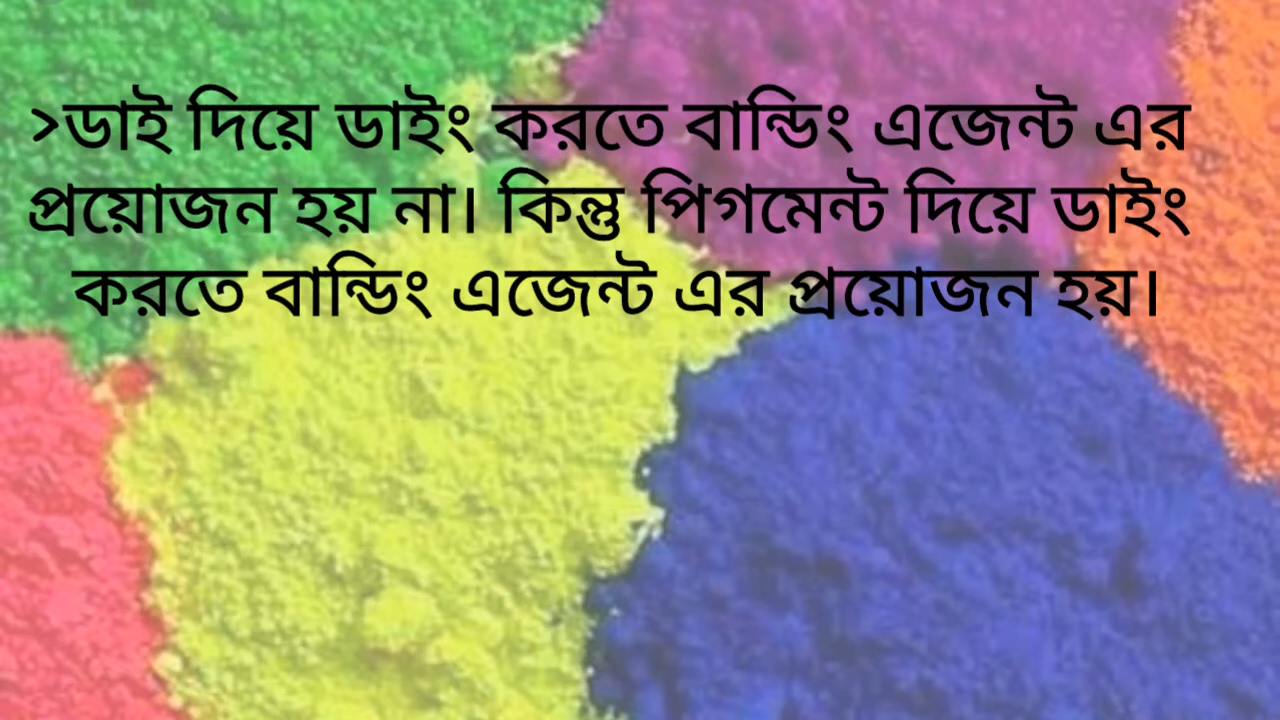 >ডাই দিয়ে ডাইং করতে বান্ডিং এজেন্ট এর
প্রয়োজন হয় না। কিন্তু পিগমেন্ট দিয়ে ডাইং
করতে বান্ডিং এজেন্ট এর প্রয়োজন হয়।